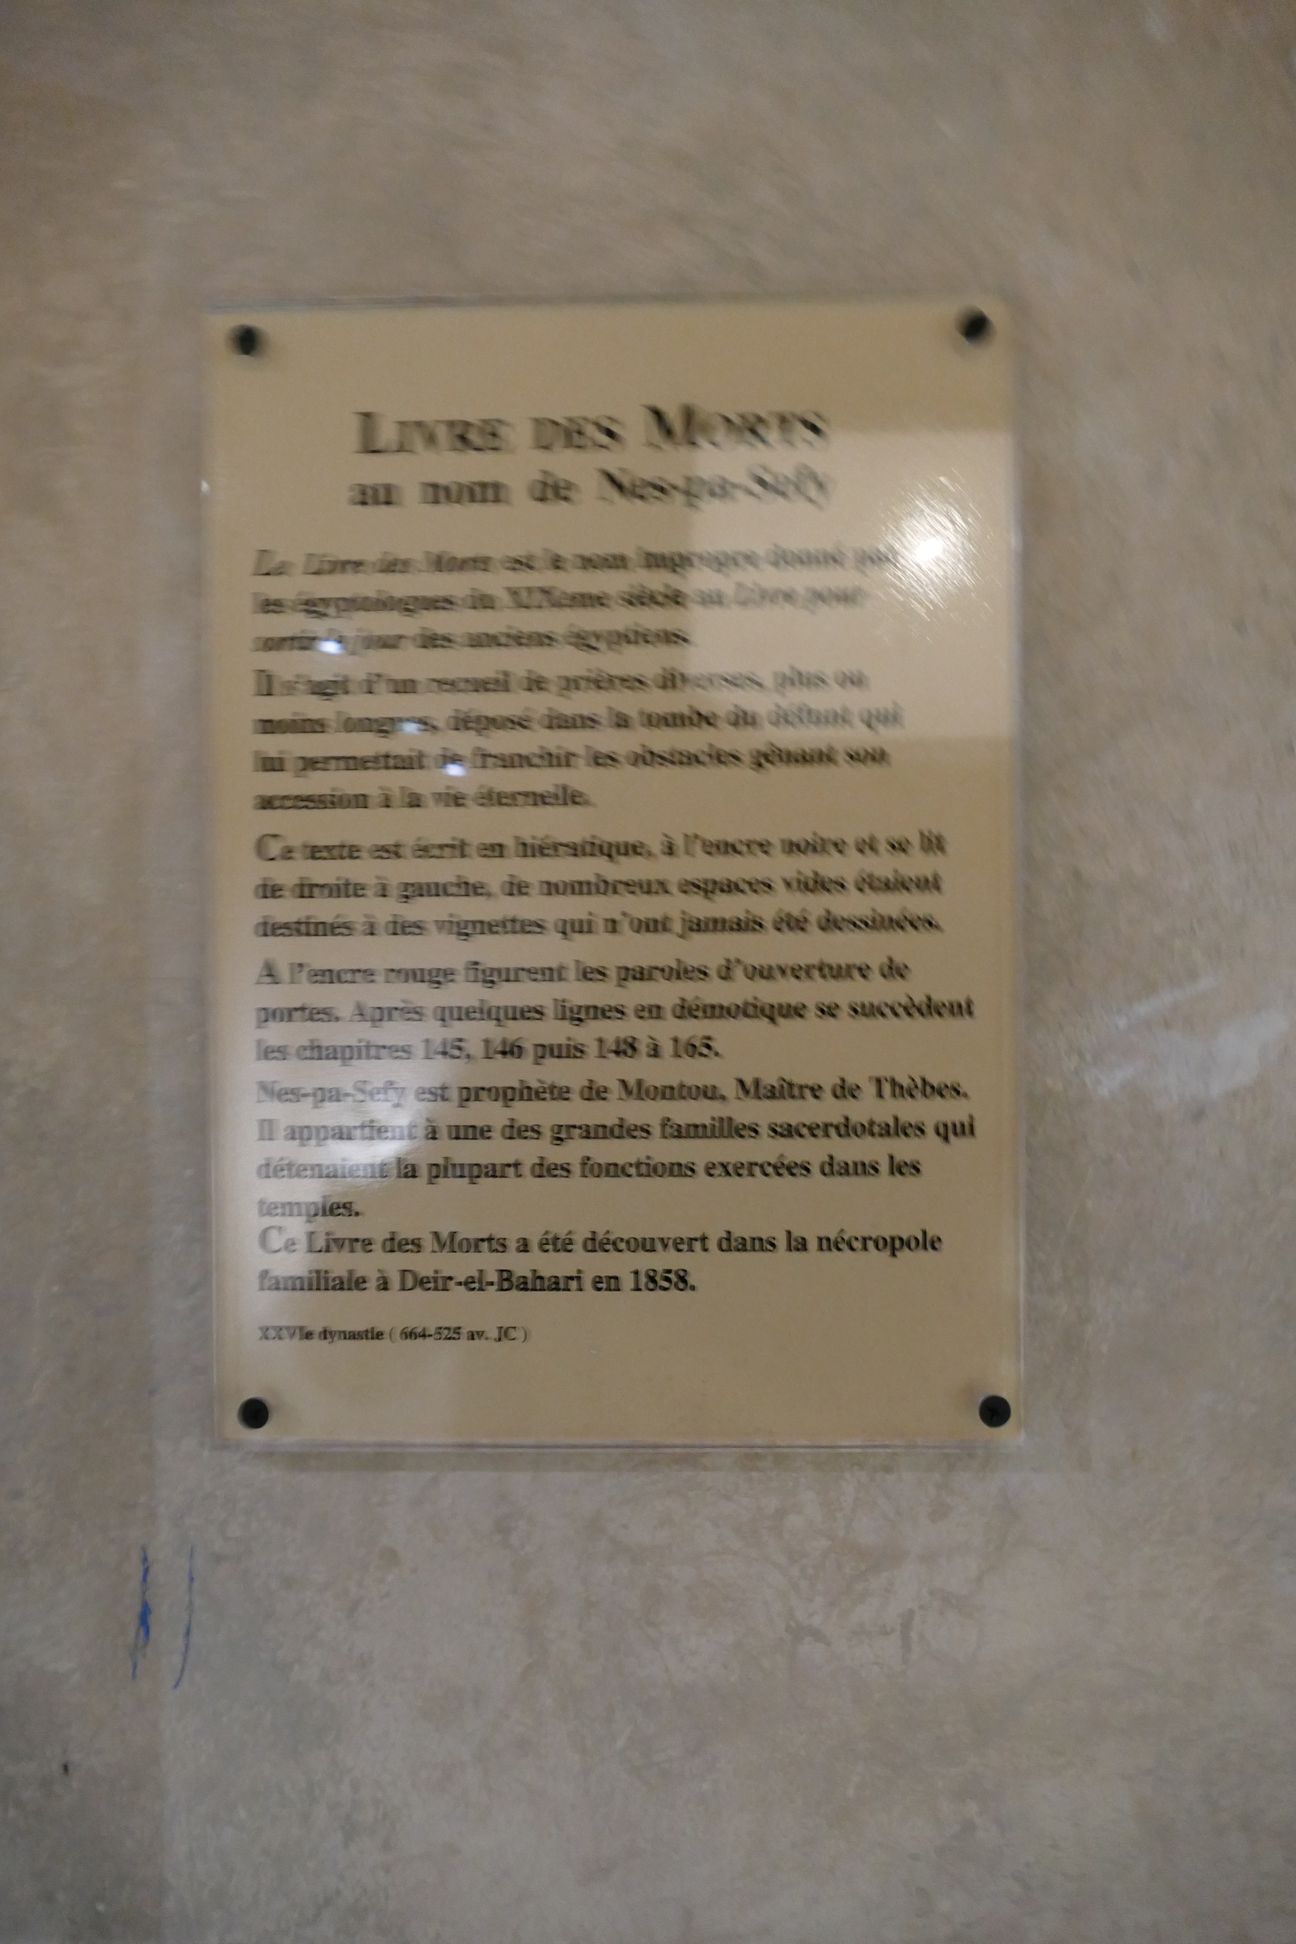 LIVRE DES MORTS
au nom de Nes-pa-Sefy
Le Livre des Morts est le nom impropre donné par
les égyptologues du XIXeme siècle au Livre pour
sortir le jour des anciens égyptiens.
Il s'agit d'un recueil de prières diverses, plus ou
moins longues, déposé dans la tombe du défunt qui
lui permettait de franchir les obstacles gênant son
accession à la vie éternelle.
Ce texte est écrit en hiératique, à l'encre noire et se lit
de droite à gauche, de nombreux espaces vides étaient
destinés à des vignettes qui n'ont jamais été dessinées.
A l'encre rouge figurent les paroles d'ouverture de
portes. Après quelques lignes en démotique se succèdent
les chapitres 145, 146 puis 148 à 165.
Nes-pa-Sefy est prophète de Montou, Maître de Thèbes.
Il appartient à une des grandes familles sacerdotales qui
détenaient la plupart des fonctions exercées dans les
temples.
Ce Livre des Morts a été découvert dans la nécropole
familiale à Deir-el-Bahari en 1858.
XXVIe dynastie ( 664-525 av. JC )